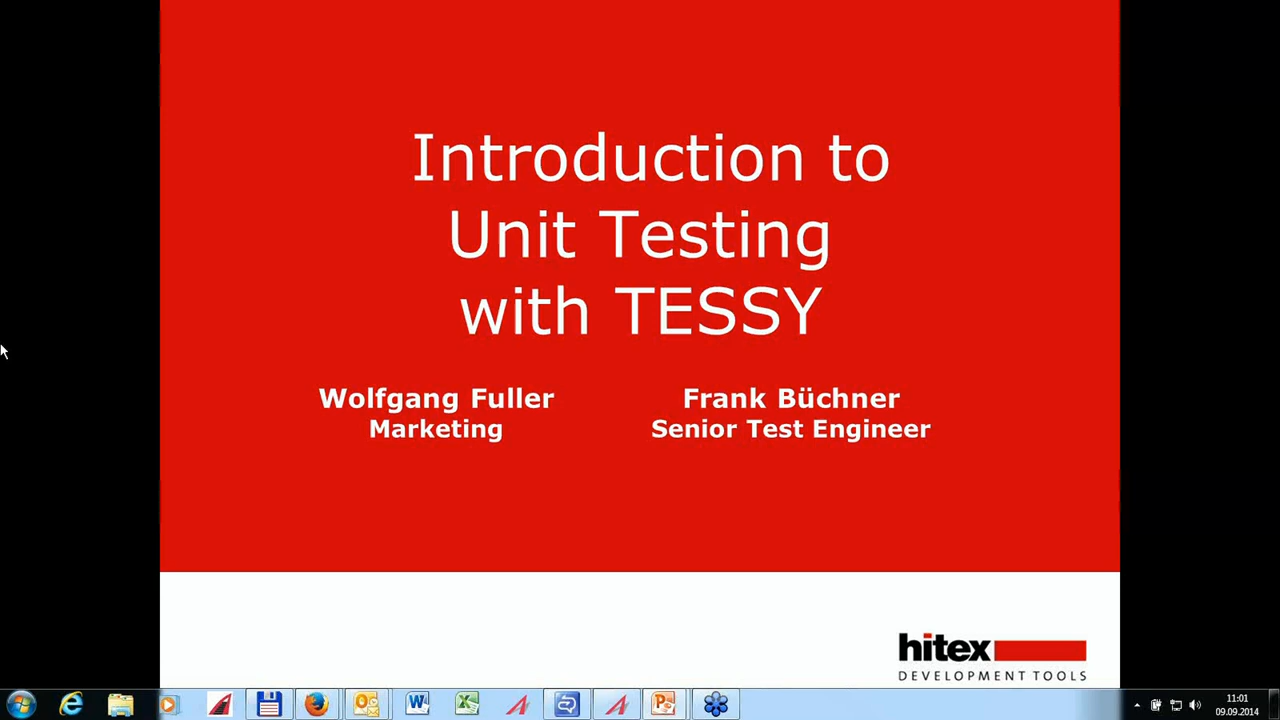 Introduction to
Unit Testing
with TESSY
Wolfgang Fuller
Frank Büchner
Marketing
Senior Test Engineer
hitex
DEVELOPMENT TOOLS
11:01
09.09.2014